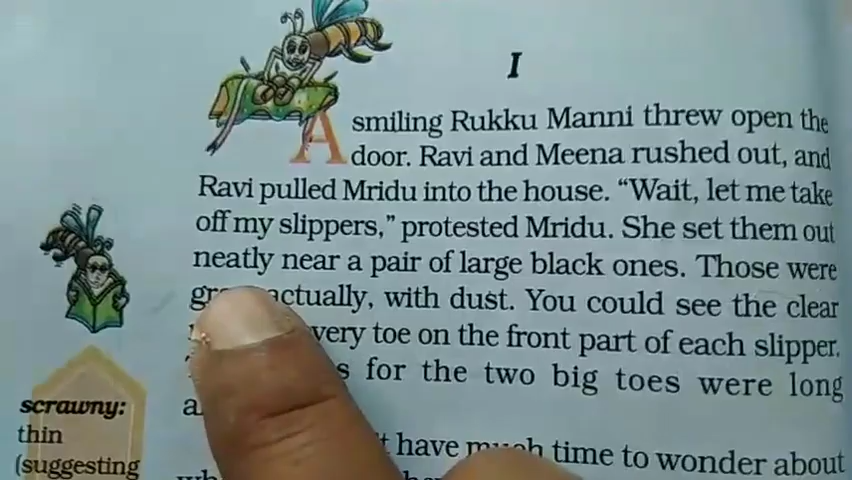 I
A smiling Rukku Manni threw open the
door. Ravi and Meena rushed out, and
Ravi pulled Mridu into the house. “Wait, let me take
off my slippers,” protested Mridu. She set them out
neatly near a pair of large black ones. Those were
actually, with dust. You could see the clear
very toe on the front part of each slipper.
for the two big toes were long
scrawny:
thin
(suggesting
have much time to wonder about